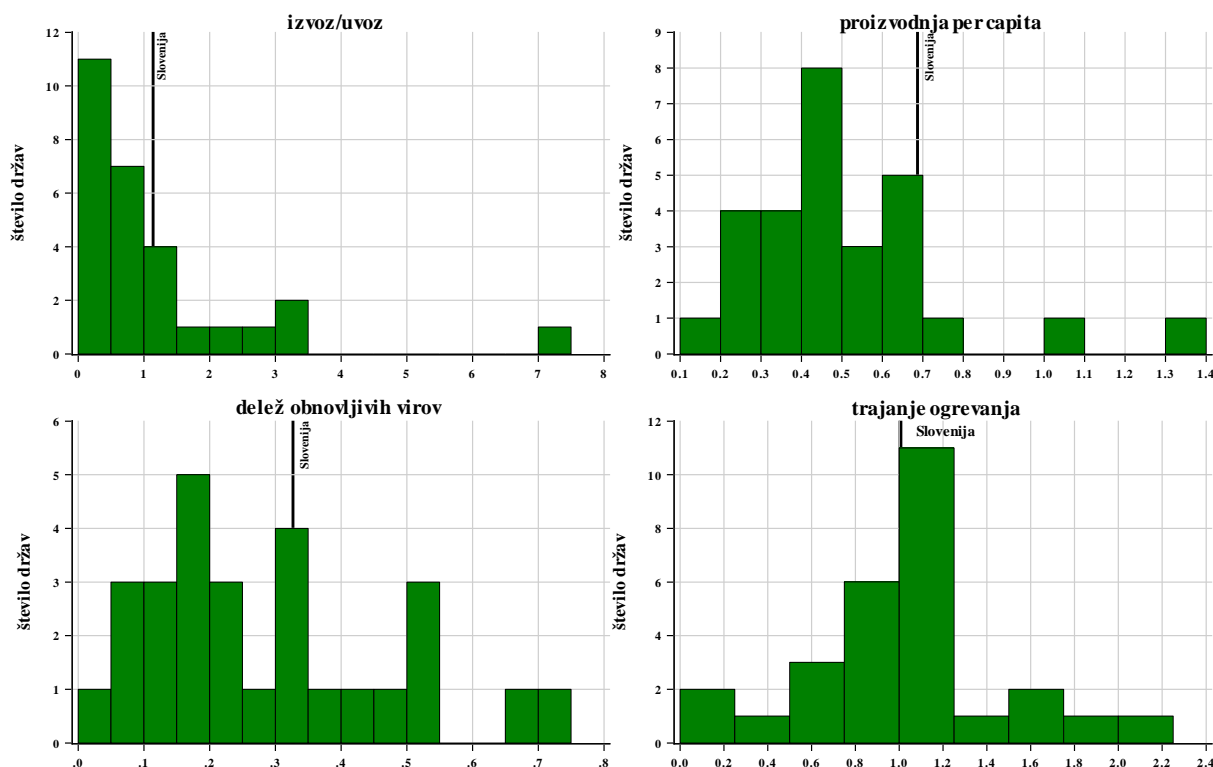 izvoz/uvoz
12
10
8
6
4
2
0
število držav
Slovenija
0 1 2 3 4 5 6 7 8
proizvodnja per capita
9
8
7
6
5
4
3
2
1
0
število držav
Slovenija
0.1 0.2 0.3 0.4 0.5 0.6 0.7 0.8 0.9 1.0 1.1 1.2 1.3 1.4
delež obnovljivih virov
6
5
4
3
2
1
0
število držav
Slovenija
.0 .1 .2 .3 .4 .5 .6 .7 .8
trajanje ogrevanja
12
10
8
6
4
2
0
število držav
Slovenija
0.0 0.2 0.4 0.6 0.8 1.0 1.2 1.4 1.6 1.8 2.0 2.2 2.4